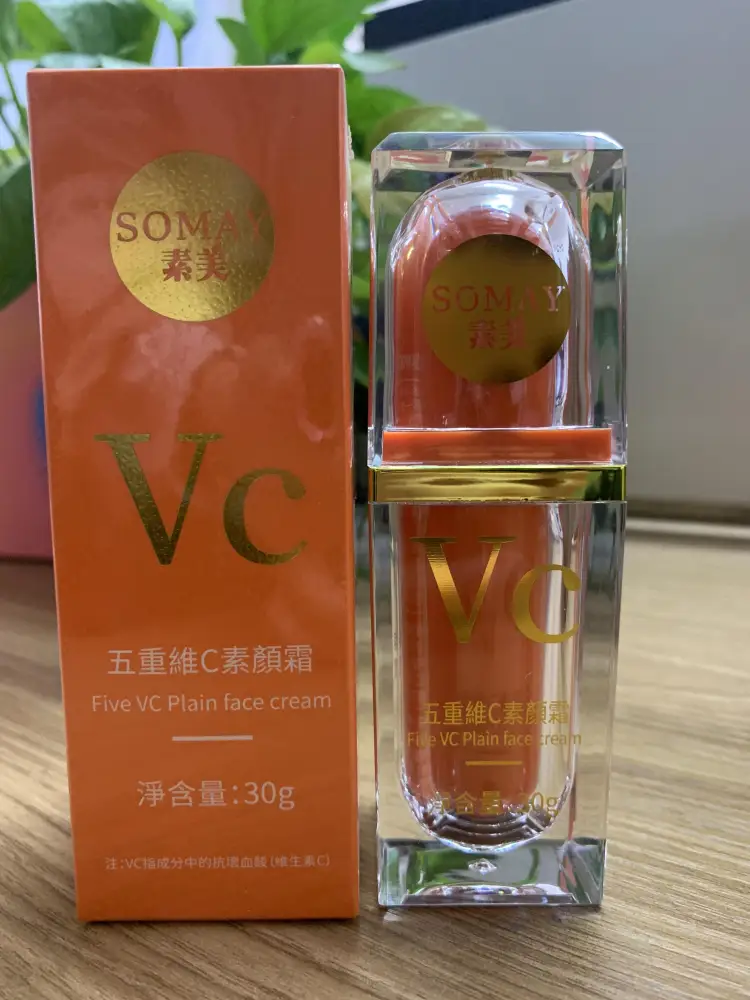 SOMAY
素美
Vc
五重維C素顏霜
Five VC Plain face cream
淨含量:30g
注:VC指成分中的抗壞血酸(維生素C)
SOMAY
素美
Vc
五重維C素顏霜
Five VC Plain face cream
淨含量:30g